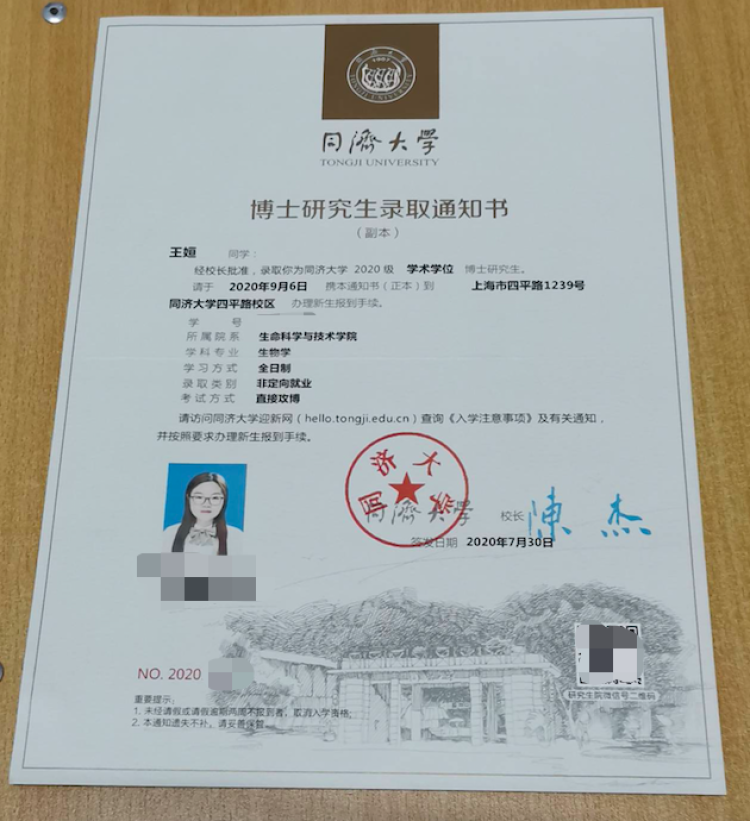 1907
TONGJI UNIVERSITY
同濟大學
TONGJI UNIVERSITY
博士研究生录取通知书
（副本）
王姮 同学：
经校长批准，录取你为同济大学 2020 级 学术学位 博士研究生。
请于 2020年9月6日 携本通知书（正本）到 上海市四平路1239号
同济大学四平路校区 办理新生报到手续。
学 号
所属院系 生命科学与技术学院
学科专业 生物学
学习方式 全日制
录取类别 非定向就业
考试方式 直接攻博
请访问同济大学迎新网（hello.tongji.edu.cn）查询《入学注意事项》及有关通知，
并按照要求办理新生报到手续。
同济大学
同濟大學 校长 陳杰
签发日期 2020年7月30日
NO. 2020
研究生院微信号二维码
重要提示：
1. 未经请假或请假逾期两周不报到者，取消入学资格。
2. 本通知遗失不补，请妥善保管。